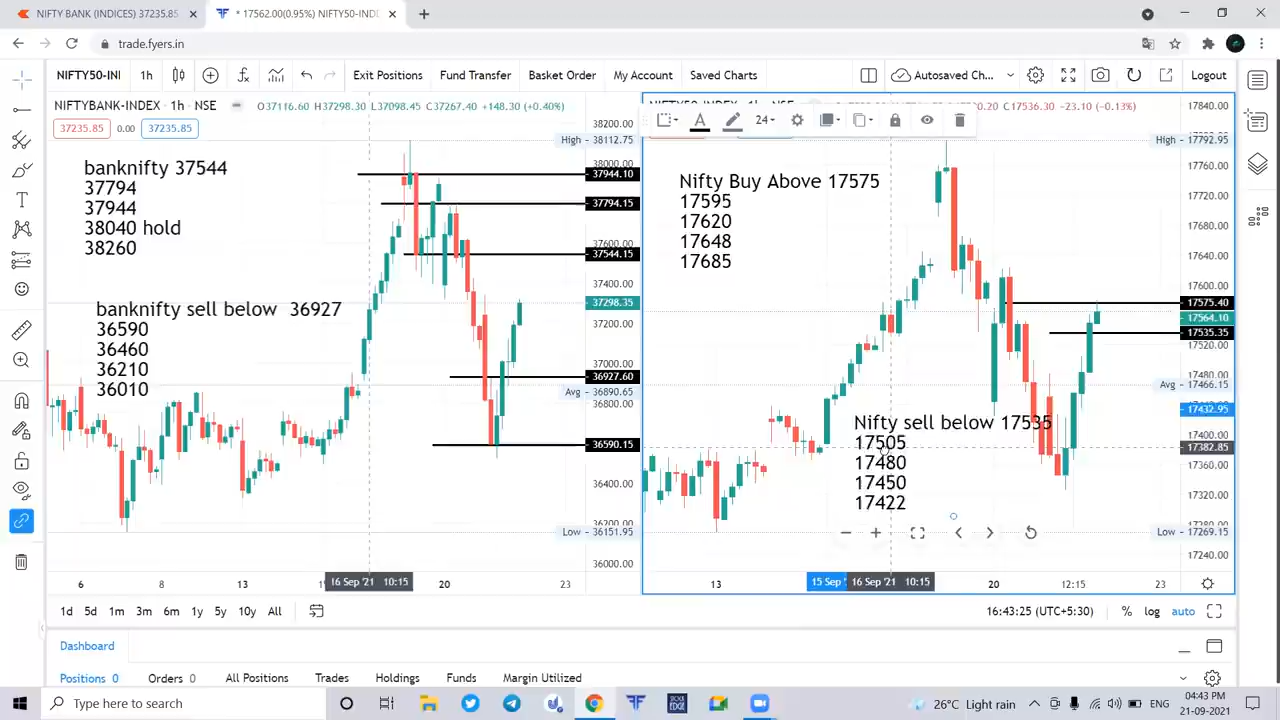 NIFTY BANK (INDICES) 37235.85
* 17562.00(0.95%) NIFTY50-IND
trade.fyers.in
NIFTY50-INI 1h Exit Positions Fund Transfer Basket Order My Account Saved Charts Autosaved Ch... Logout
NIFTYBANK-INDEX 1h NSE O37116.60 H37298.30 L37098.45 C37267.40 +148.30 (+0.40%)
37235.85 0.00 37235.85
banknifty 37544
37794
37944
38040 hold
38260
banknifty sell below 36927
36590
36460
36210
36010
38200.00
High 38112.75
38000.00
37944.10
37794.15
37600.00
37544.15
37400.00
37298.35
37200.00
37000.00
36927.60
Avg 36890.65
36800.00
36590.15
36400.00
36200.00
Low 36151.95
36000.00
6 8 13 16 Sep '21 10:15 20 23
C17536.30 -23.10 (-0.13%)
24
Nifty Buy Above 17575
17595
17620
17648
17685
Nifty sell below 17535
17505
17480
17450
17422
17840.00
High 17792.95
17760.00
17720.00
17680.00
17640.00
17600.00
17575.40
17564.10
17535.35
17520.00
17480.00
Avg 17466.15
17432.95
17400.00
17382.85
17360.00
17320.00
17280.00
Low 17269.15
17240.00
13 15 Sep ' 16 Sep '21 10:15 20 12:15 23
1d 5d 1m 3m 6m 1y 5y 10y All 16:43:25 (UTC+5:30) % log auto
Dashboard
Positions 0 Orders 0 All Positions Trades Holdings Funds Margin Utilized
Type here to search
26°C Light rain ENG 04:43 PM
21-09-2021